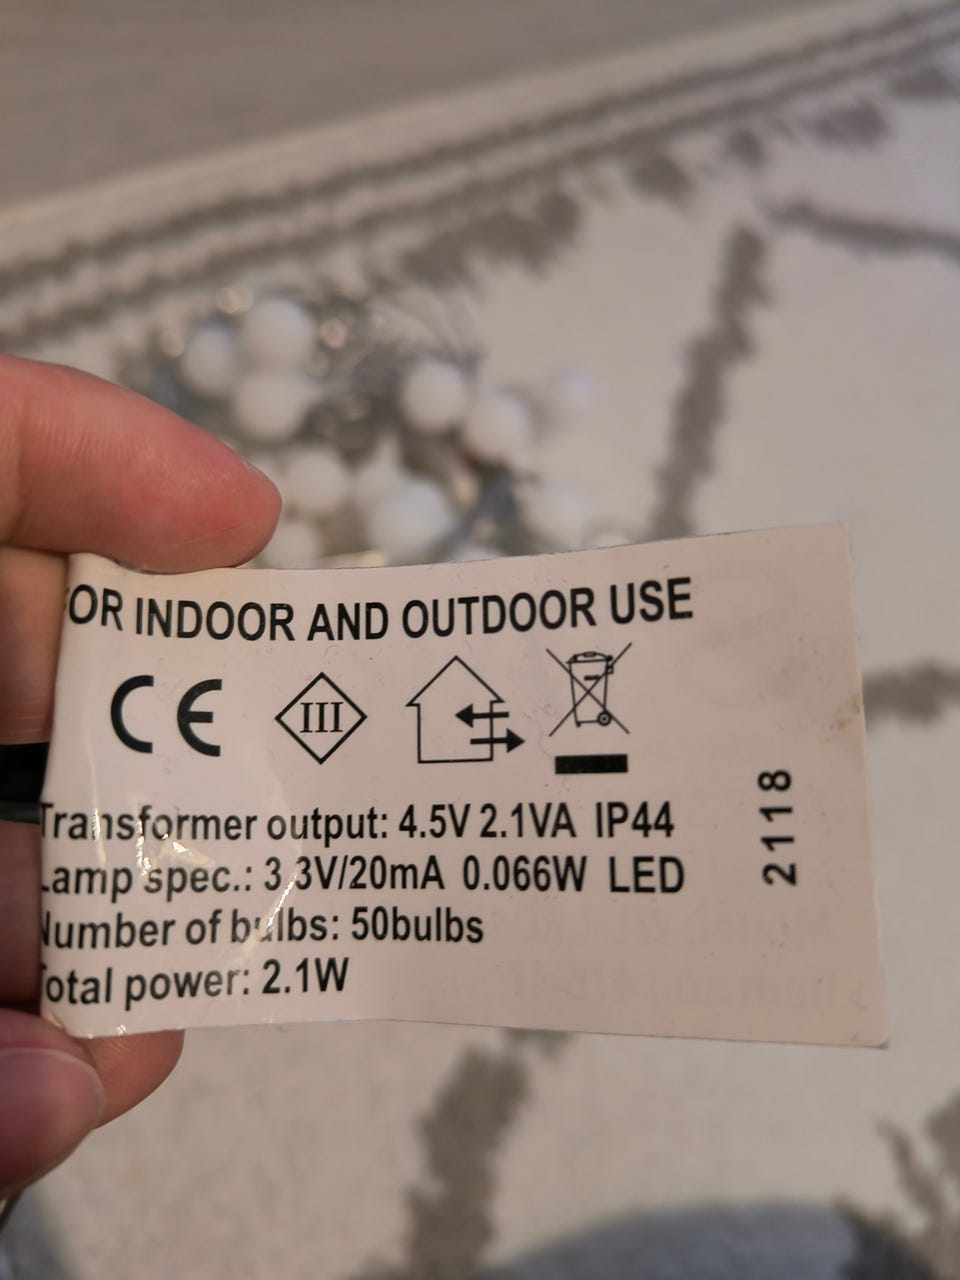 FOR INDOOR AND OUTDOOR USE
CE III
Transformer output: 4.5V 2.1VA IP44
Lamp spec.: 3.3V/20mA 0.066W LED
Number of bulbs: 50bulbs
Total power: 2.1W
2118